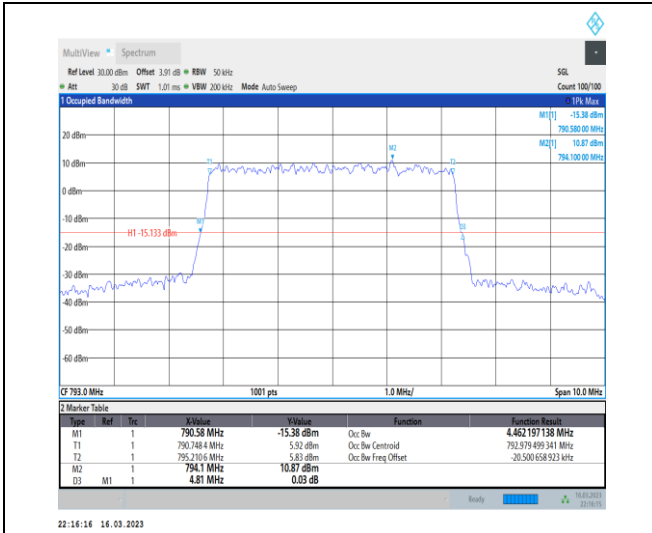 MultiView Spectrum
Ref Level 30.00 dBm Offset 3.91 dB RBW 50 kHz SGL
Att 30 dB SWT 1.01 ms VBW 200 kHz Mode Auto Sweep Count 100/100
1 Occupied Bandwidth 1Pk Max
M1[1] -15.38 dBm
790.580 00 MHz
M2[1] 10.87 dBm
794.100 00 MHz
20 dBm
10 dBm
0 dBm
-10 dBm
-30 dBm
-40 dBm
-50 dBm
-60 dBm
T1
M2
T2
M1
D3
H1 -15.133 dBm
CF 793.0 MHz 1001 pts 1.0 MHz/ Span 10.0 MHz
2 Marker Table
Type Ref Trc X-Value Y-Value Function Function Result
M1 1 790.58 MHz -15.38 dBm Occ Bw 4.462 197 138 MHz
T1 1 790.748 4 MHz 5.92 dBm Occ Bw Centroid 792.979 499 341 MHz
T2 1 795.210 6 MHz 5.83 dBm Occ Bw Freq Offset -20.500 658 923 kHz
M2 1 794.1 MHz 10.87 dBm
D3 M1 1 4.81 MHz 0.03 dB
Ready 16.03.2023
22:16:15
22:16:16 16.03.2023